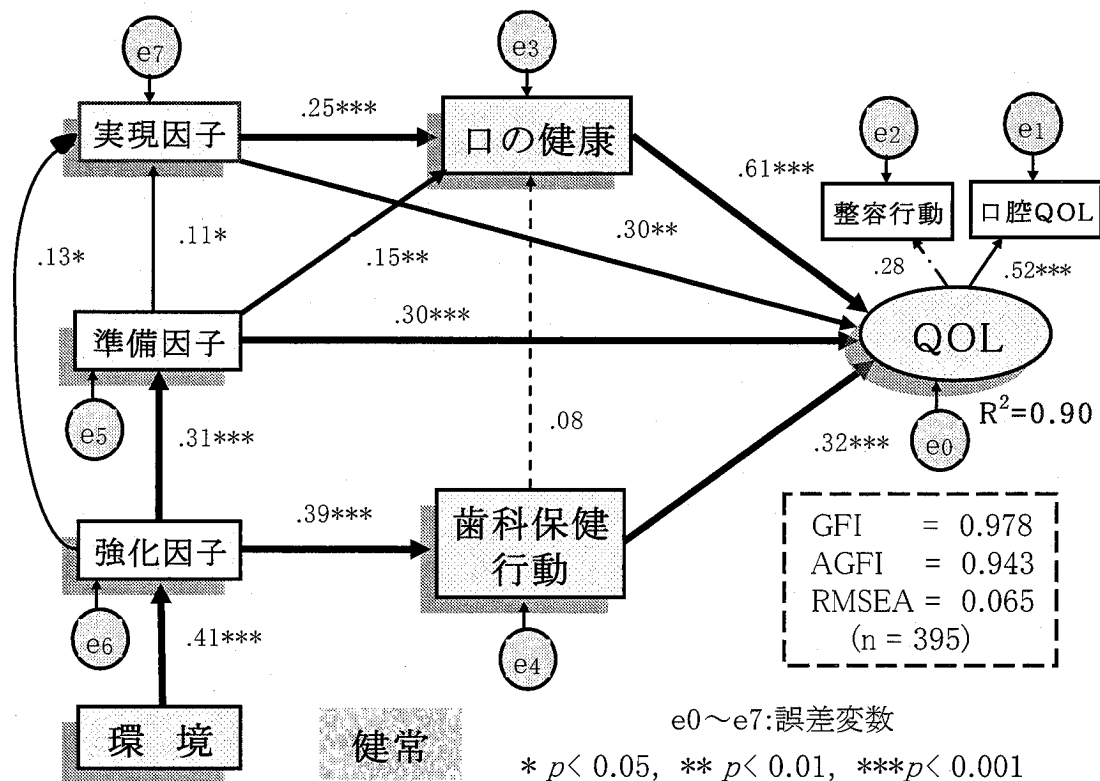 e7
e3
実現因子
.25***
口の健康
e2
e1
.61***
整容行動
口腔QOL
.13*
.11*
.15**
.30**
.28
.52***
準備因子
.30***
QOL
e5
.31***
.08
.32***
e0
R²=0.90
強化因子
.39***
歯科保健
行動
GFI = 0.978
AGFI = 0.943
RMSEA = 0.065
(n = 395)
e6
.41***
e4
環 境
健常
e0～e7:誤差変数
* p< 0.05, ** p< 0.01, ***p< 0.001